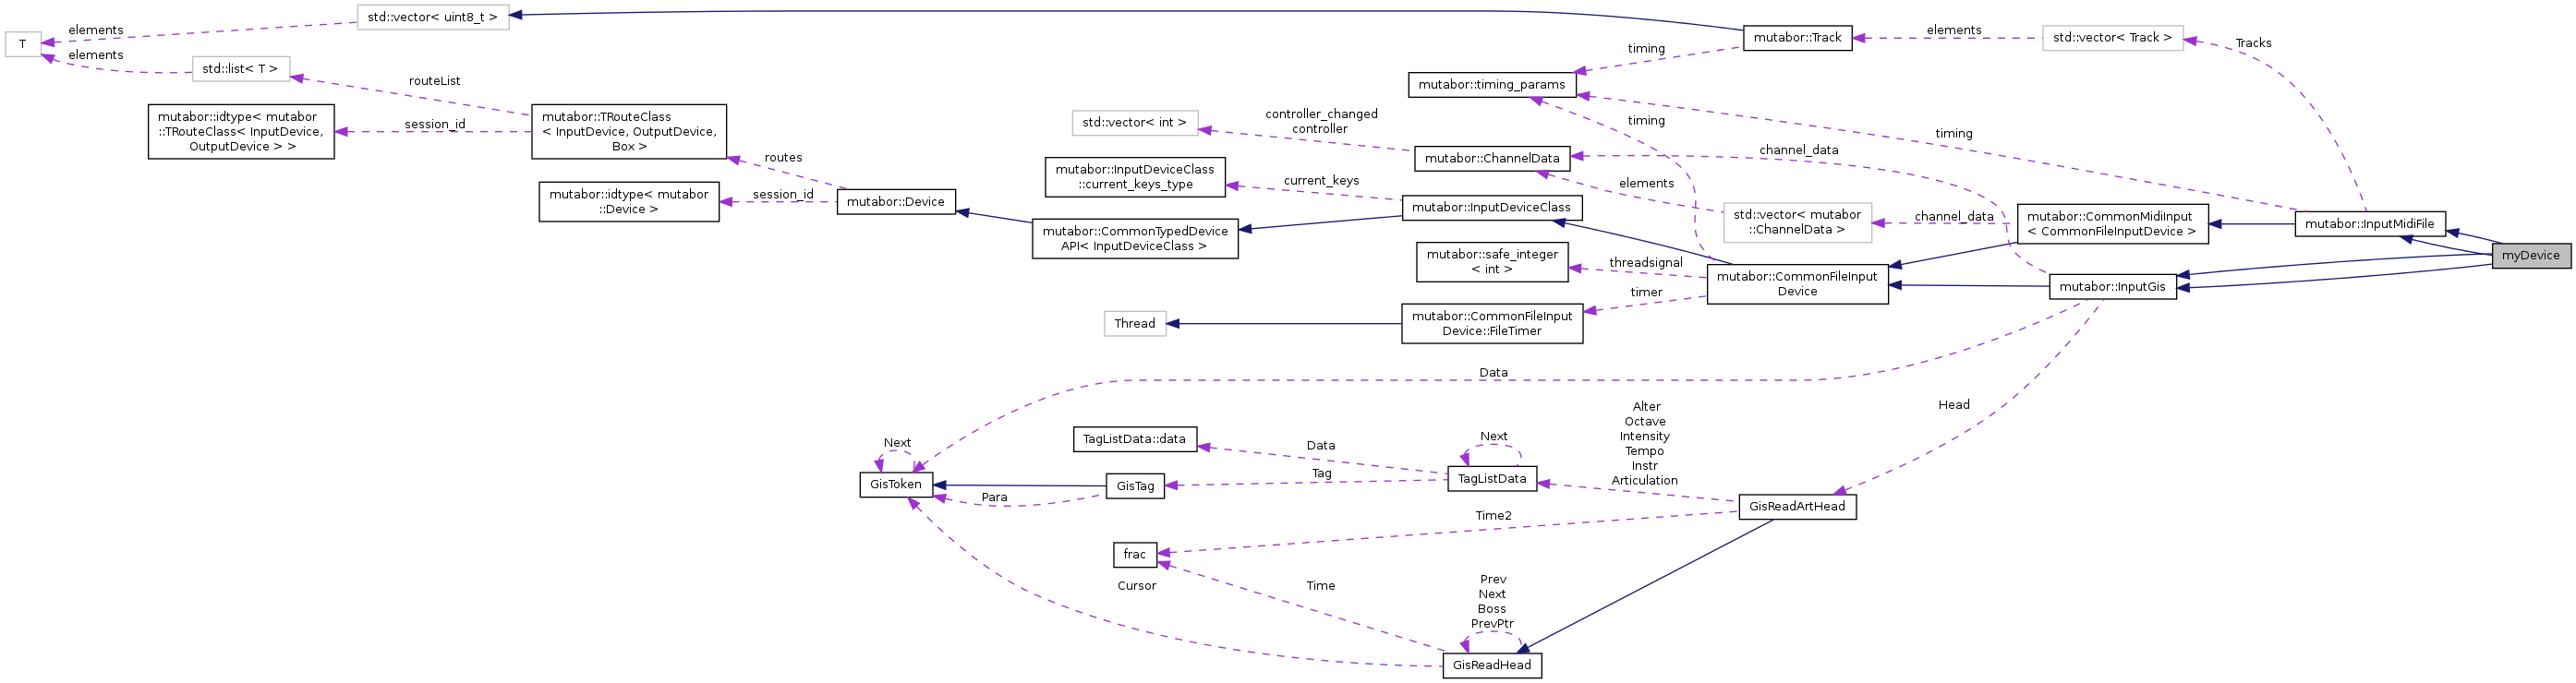 T
elements
elements
std::vector< uint8_t >
std::list< T >
routeList
mutabor::idtype< mutabor
::TRouteClass< InputDevice,
OutputDevice > >
session_id
mutabor::TRouteClass
< InputDevice, OutputDevice,
Box >
mutabor::idtype< mutabor
::Device >
routes
session_id
mutabor::Device
std::vector< int >
mutabor::InputDeviceClass
::current_keys_type
mutabor::CommonTypedDevice
API< InputDeviceClass >
Thread
controller_changed
controller
current_keys
mutabor::timing_params
mutabor::ChannelData
mutabor::InputDeviceClass
mutabor::safe_integer
< int >
mutabor::CommonFileInput
Device::FileTimer
timing
timing
elements
threadsignal
timer
mutabor::Track
std::vector< mutabor
::ChannelData >
mutabor::CommonFileInput
Device
elements
channel_data
timing
channel_data
std::vector< Track >
Tracks
mutabor::CommonMidiInput
< CommonFileInputDevice >
mutabor::InputGis
mutabor::InputMidiFile
myDevice
Data
Head
Next
GisToken
Para
Cursor
TagListData::data
GisTag
frac
Data
Tag
Time2
Time
Next
TagListData
Alter
Octave
Intensity
Tempo
Instr
Articulation
GisReadArtHead
Prev
Next
Boss
PrevPtr
GisReadHead